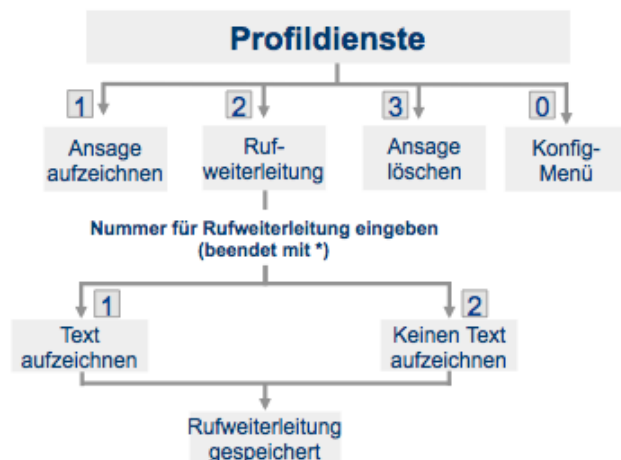 Profildienste
1
2
3
0
Ansage
aufzeichnen
Ruf-
weiterleitung
Ansage
löschen
Konfig-
Menü
Nummer für Rufweiterleitung eingeben
(beendet mit *)
1
2
Text
aufzeichnen
Keinen Text
aufzeichnen
Rufweiterleitung
gespeichert